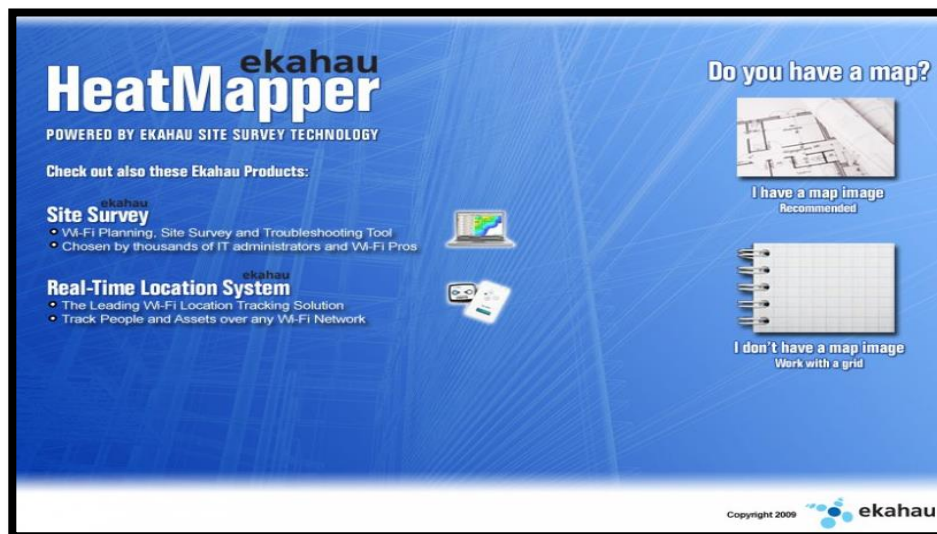 ekahau
HeatMapper
POWERED BY EKAHAU SITE SURVEY TECHNOLOGY
Check out also these Ekahau Products:
ekahau
Site Survey
• Wi-Fi Planning, Site Survey and Troubleshooting Tool
• Chosen by thousands of IT administrators and Wi-Fi Pros
ekahau
Real-Time Location System
• The Leading Wi-Fi Location Tracking Solution
• Track People and Assets over any Wi-Fi Network
Do you have a map?
I have a map image
Recommended
I don't have a map image
Work with a grid
Copyright 2009
ekahau